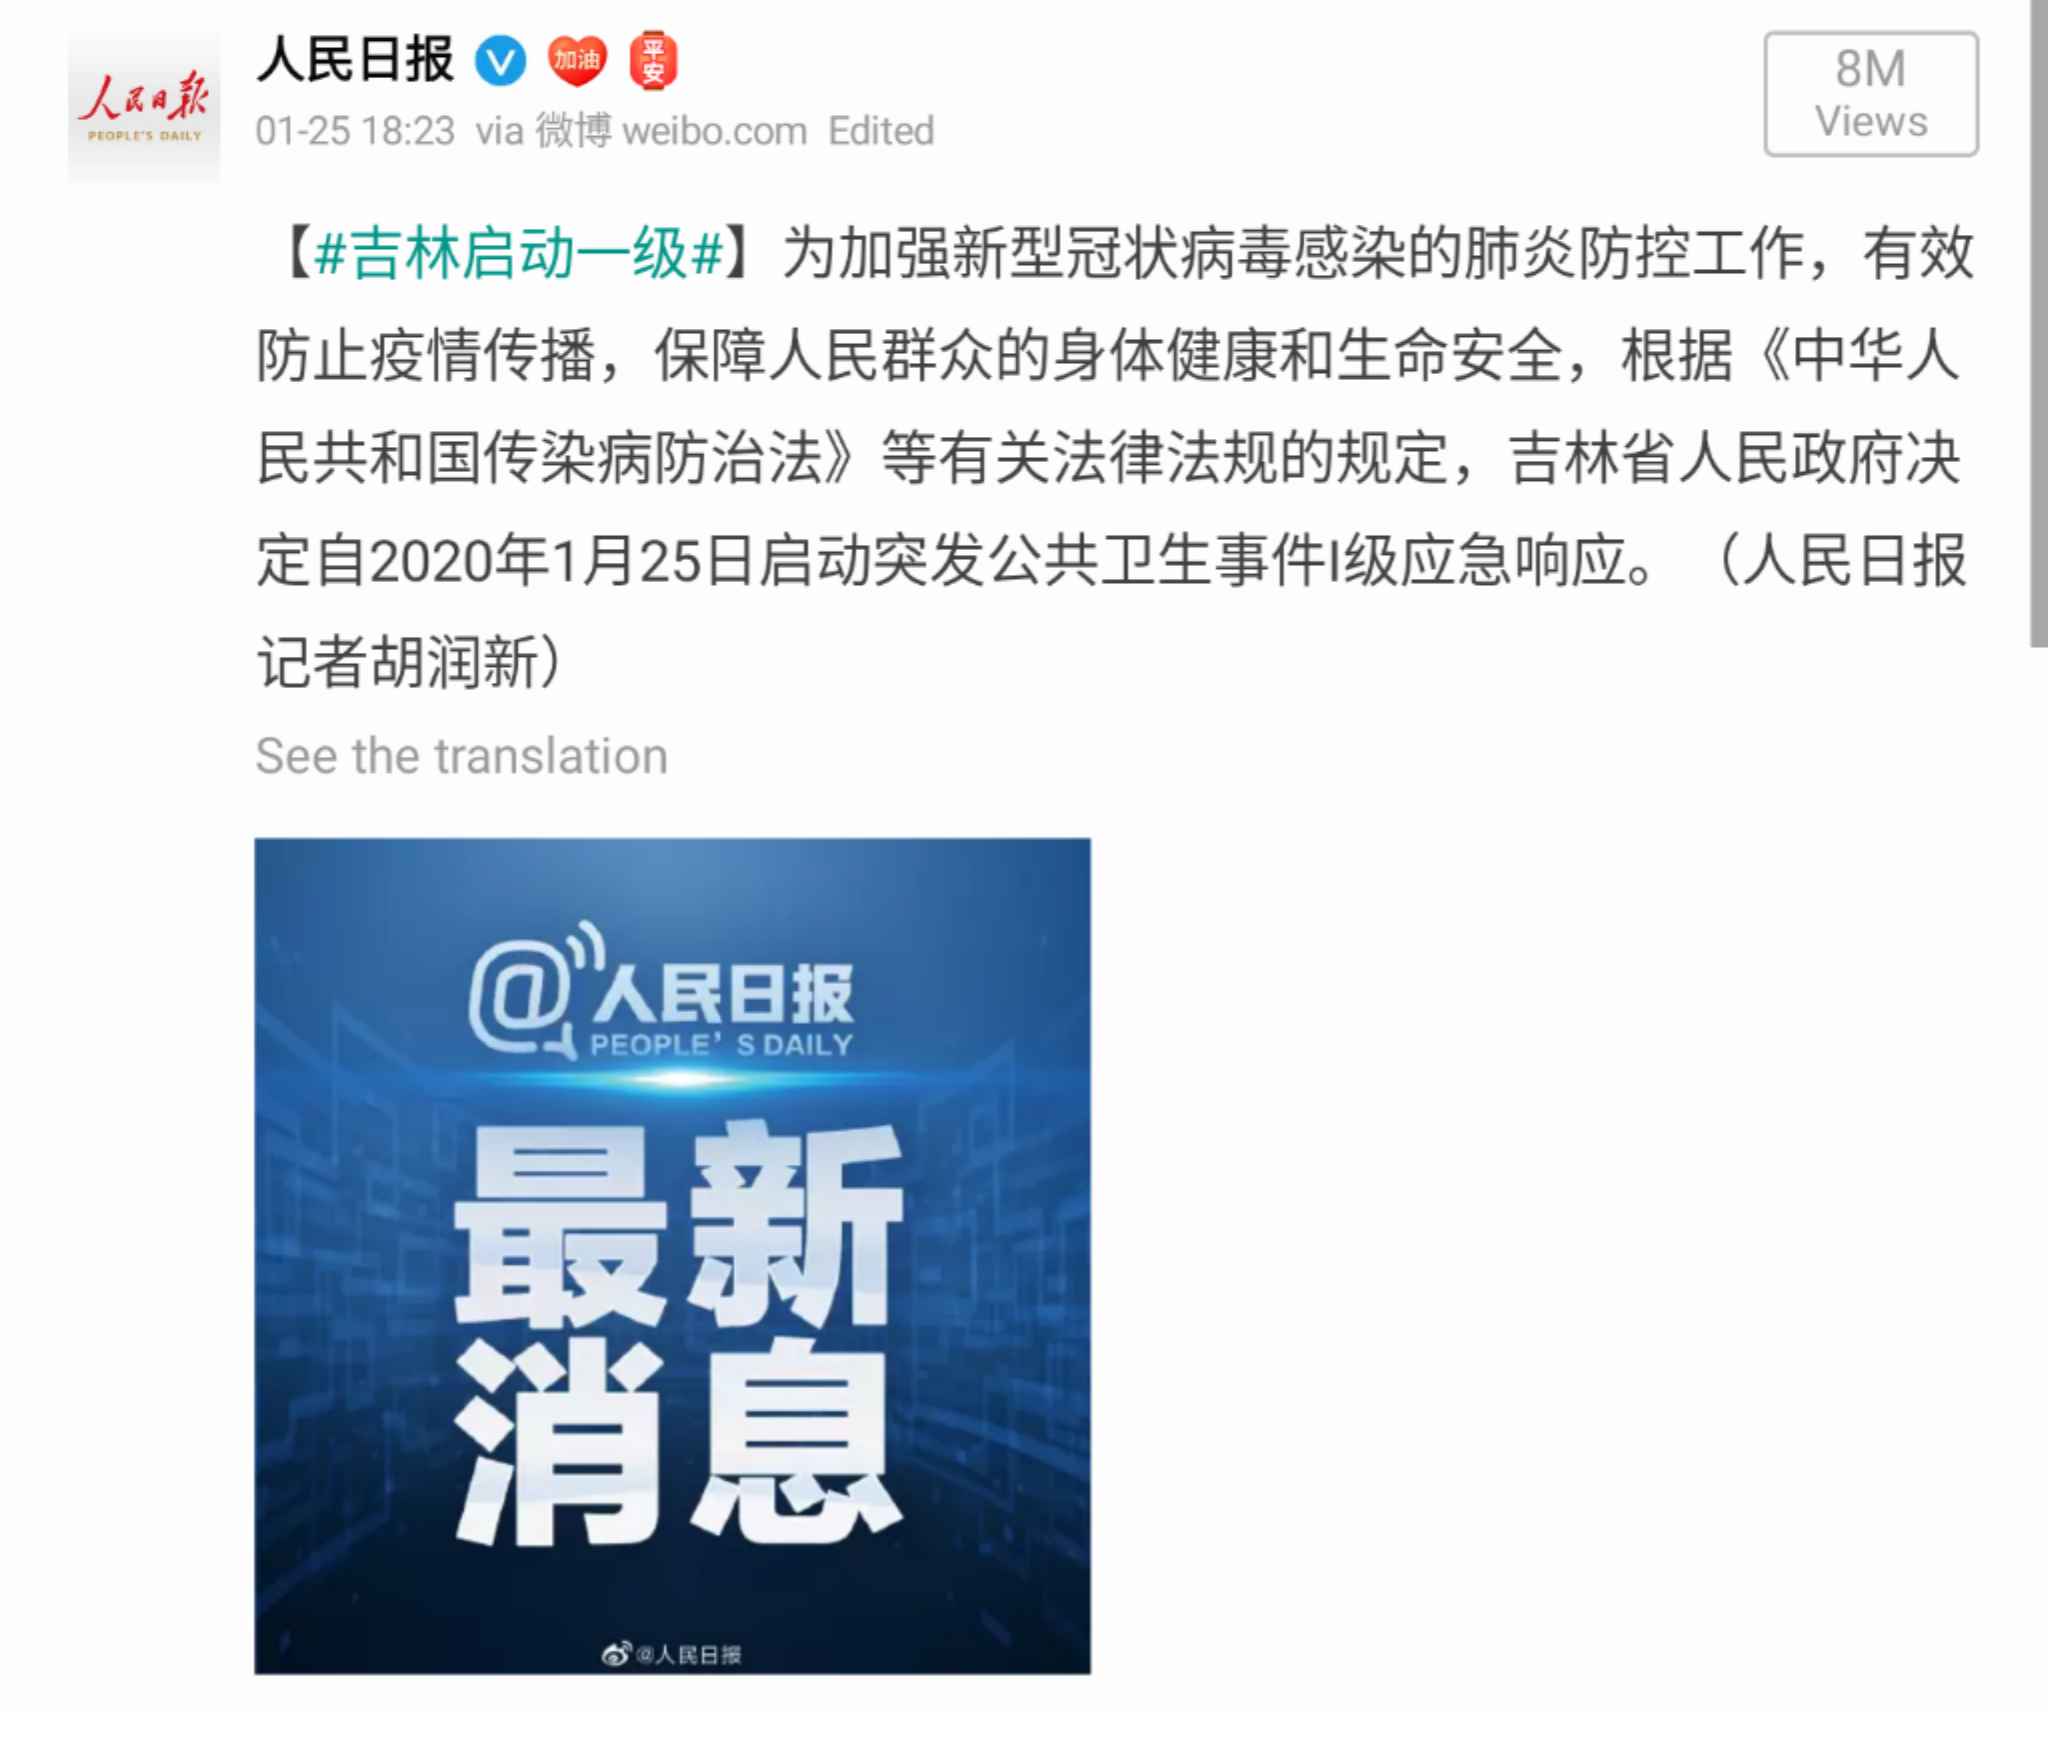 人民日报
PEOPLE'S DAILY
人民日报 加油 平安
01-25 18:23 via 微博 weibo.com Edited
8M
Views
【#吉林启动一级#】为加强新型冠状病毒感染的肺炎防控工作，有效
防止疫情传播，保障人民群众的身体健康和生命安全，根据《中华人
民共和国传染病防治法》等有关法律法规的规定，吉林省人民政府决
定自2020年1月25日启动突发公共卫生事件I级应急响应。（人民日报
记者胡润新）
See the translation
@人民日报
PEOPLE'S DAILY
最新
消息
@人民日报